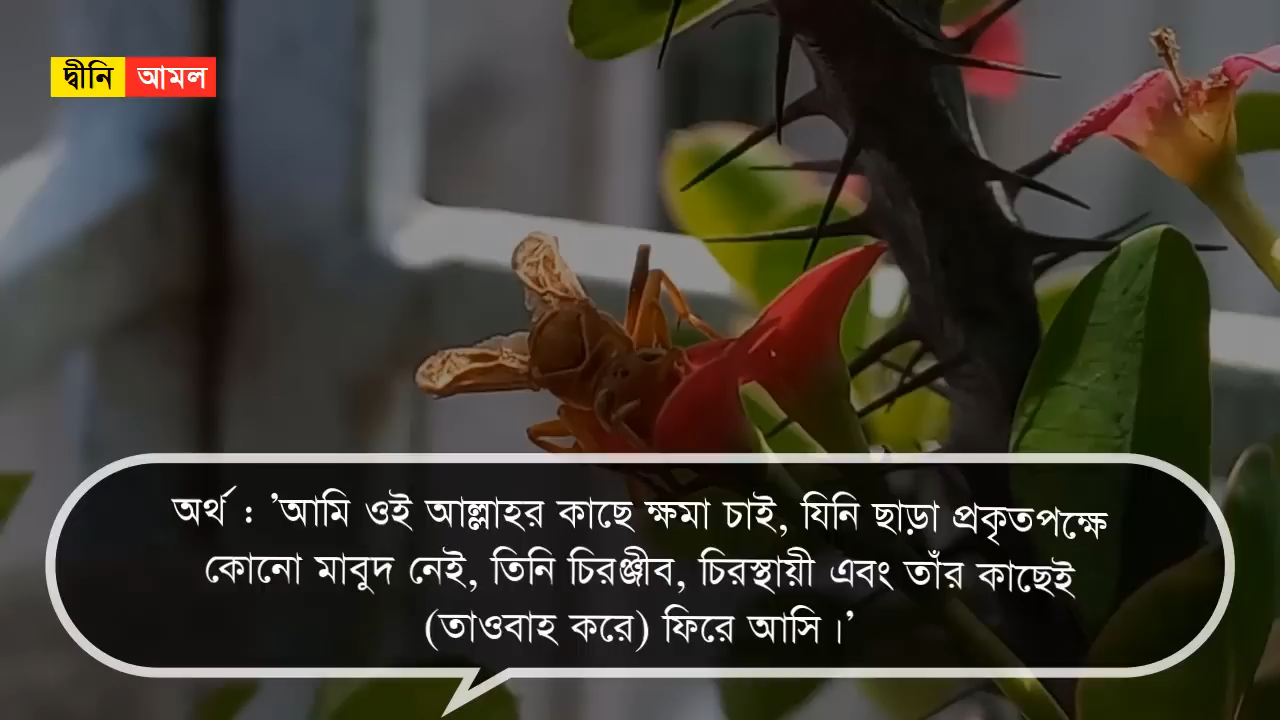 দ্বীনি আমল
অর্থ : 'আমি ওই আল্লাহর কাছে ক্ষমা চাই, যিনি ছাড়া প্রকৃতপক্ষে
কোনো মাবুদ নেই, তিনি চিরঞ্জীব, চিরস্থায়ী এবং তাঁর কাছেই
(তাওবাহ করে) ফিরে আসি।'